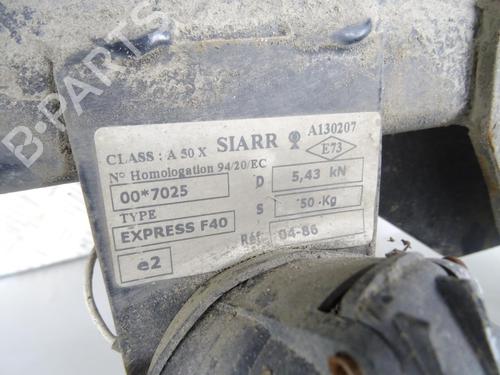 B-PARTS
CLASS : A 50 X SIARR A130207
N° Homologation 94/20/EC E73
00*7025 D 5,43 kN
TYPE S 50 Kg
EXPRESS F40 Réf 04-86
e2